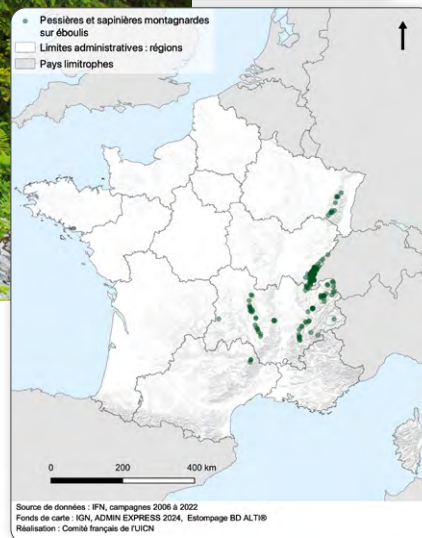 Pessières et sapinières montagnardes
sur éboulis
Limites administratives : régions
Pays limitrophes
0 200 400 km
Source de données : IFN, campagnes 2006 à 2022
Fonds de carte : IGN, ADMIN EXPRESS 2024, Estompage BD ALTI®
Réalisation : Comité français de l'UICN